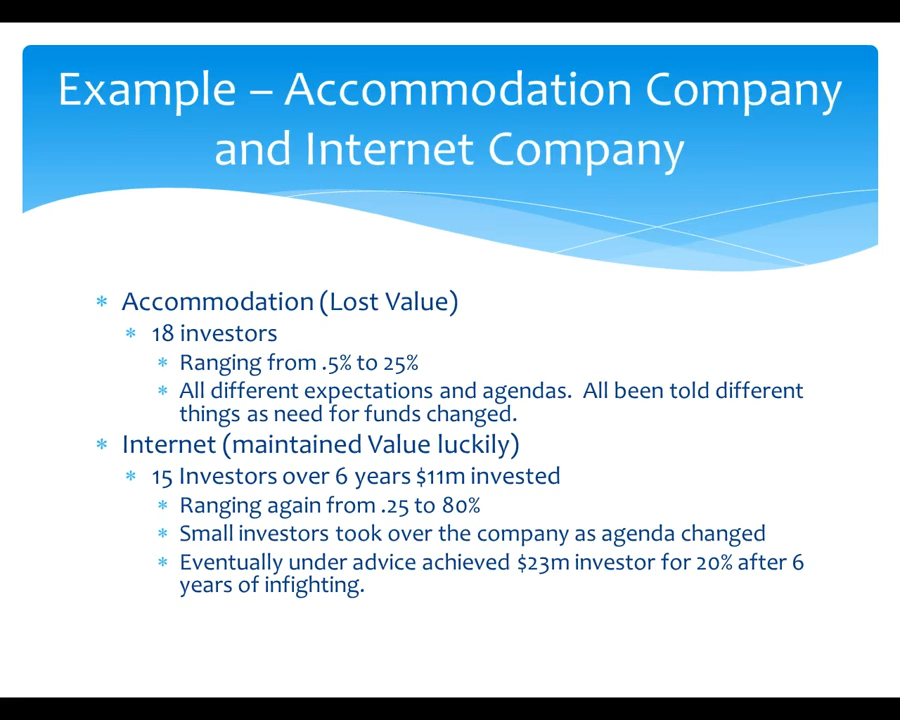 Example – Accommodation Company
and Internet Company
* Accommodation (Lost Value)
* 18 investors
* Ranging from .5% to 25%
* All different expectations and agendas. All been told different
things as need for funds changed.
* Internet (maintained Value luckily)
* 15 Investors over 6 years $11m invested
* Ranging again from .25 to 80%
* Small investors took over the company as agenda changed
* Eventually under advice achieved $23m investor for 20% after 6
years of infighting.